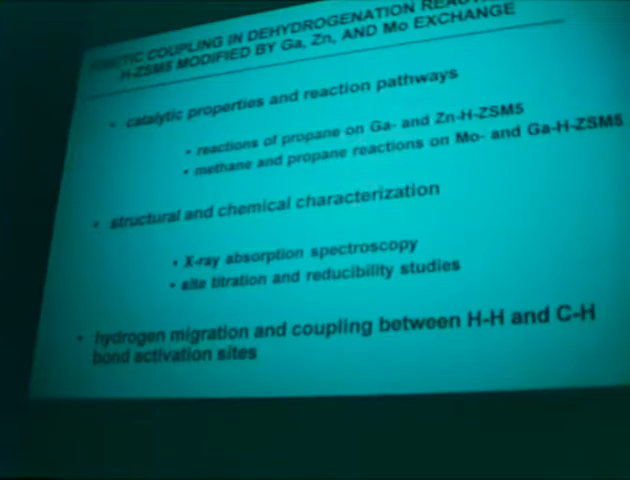 COUPLING IN DEHYDROGENATION
H-ZSM5 MODIFIED BY Ga, Zn, AND Mo EXCHANGE
• catalytic properties and reaction pathways
• reactions of propane on Ga- and Zn-H-ZSM5
• methane and propane reactions on Mo- and Ga-H-ZSM5
• structural and chemical characterization
• X-ray absorption spectroscopy
• site titration and reducibility studies
• hydrogen migration and coupling between H-H and C-H
bond activation sites